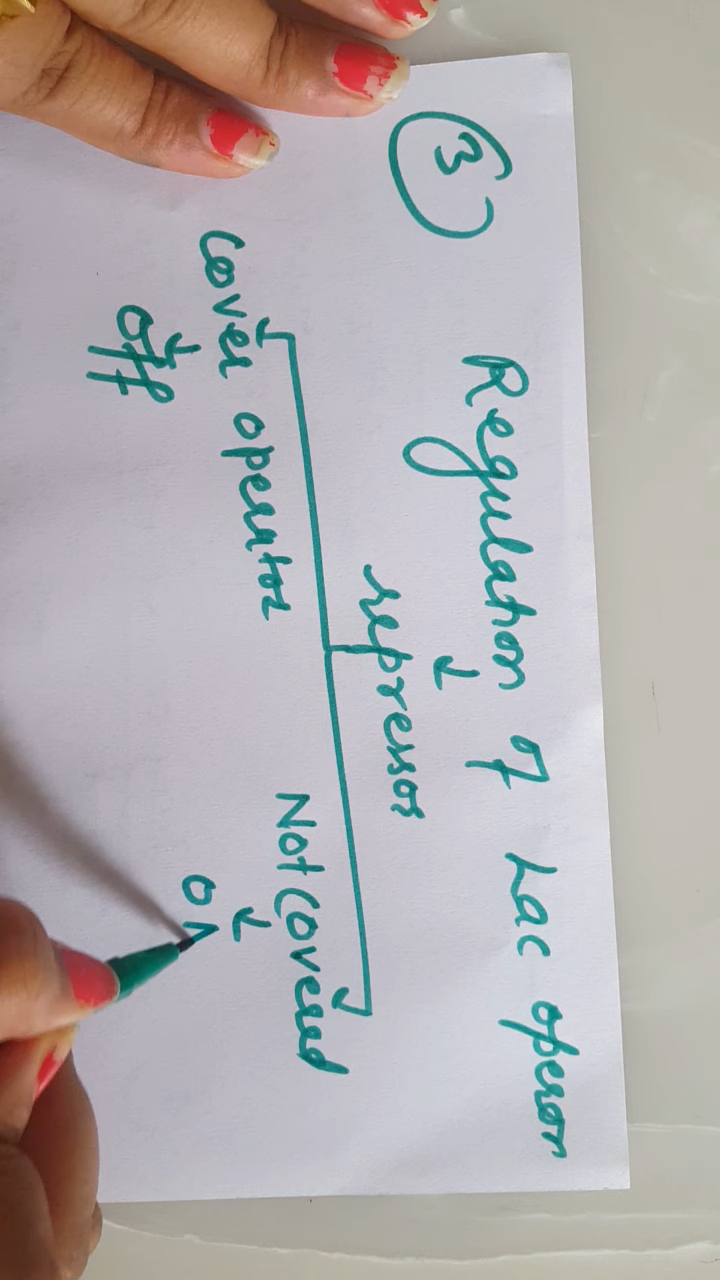 ③
Regulation of Lac operon
↓
repressor
Cover operator Not Covered
↓ ↓
Off ON